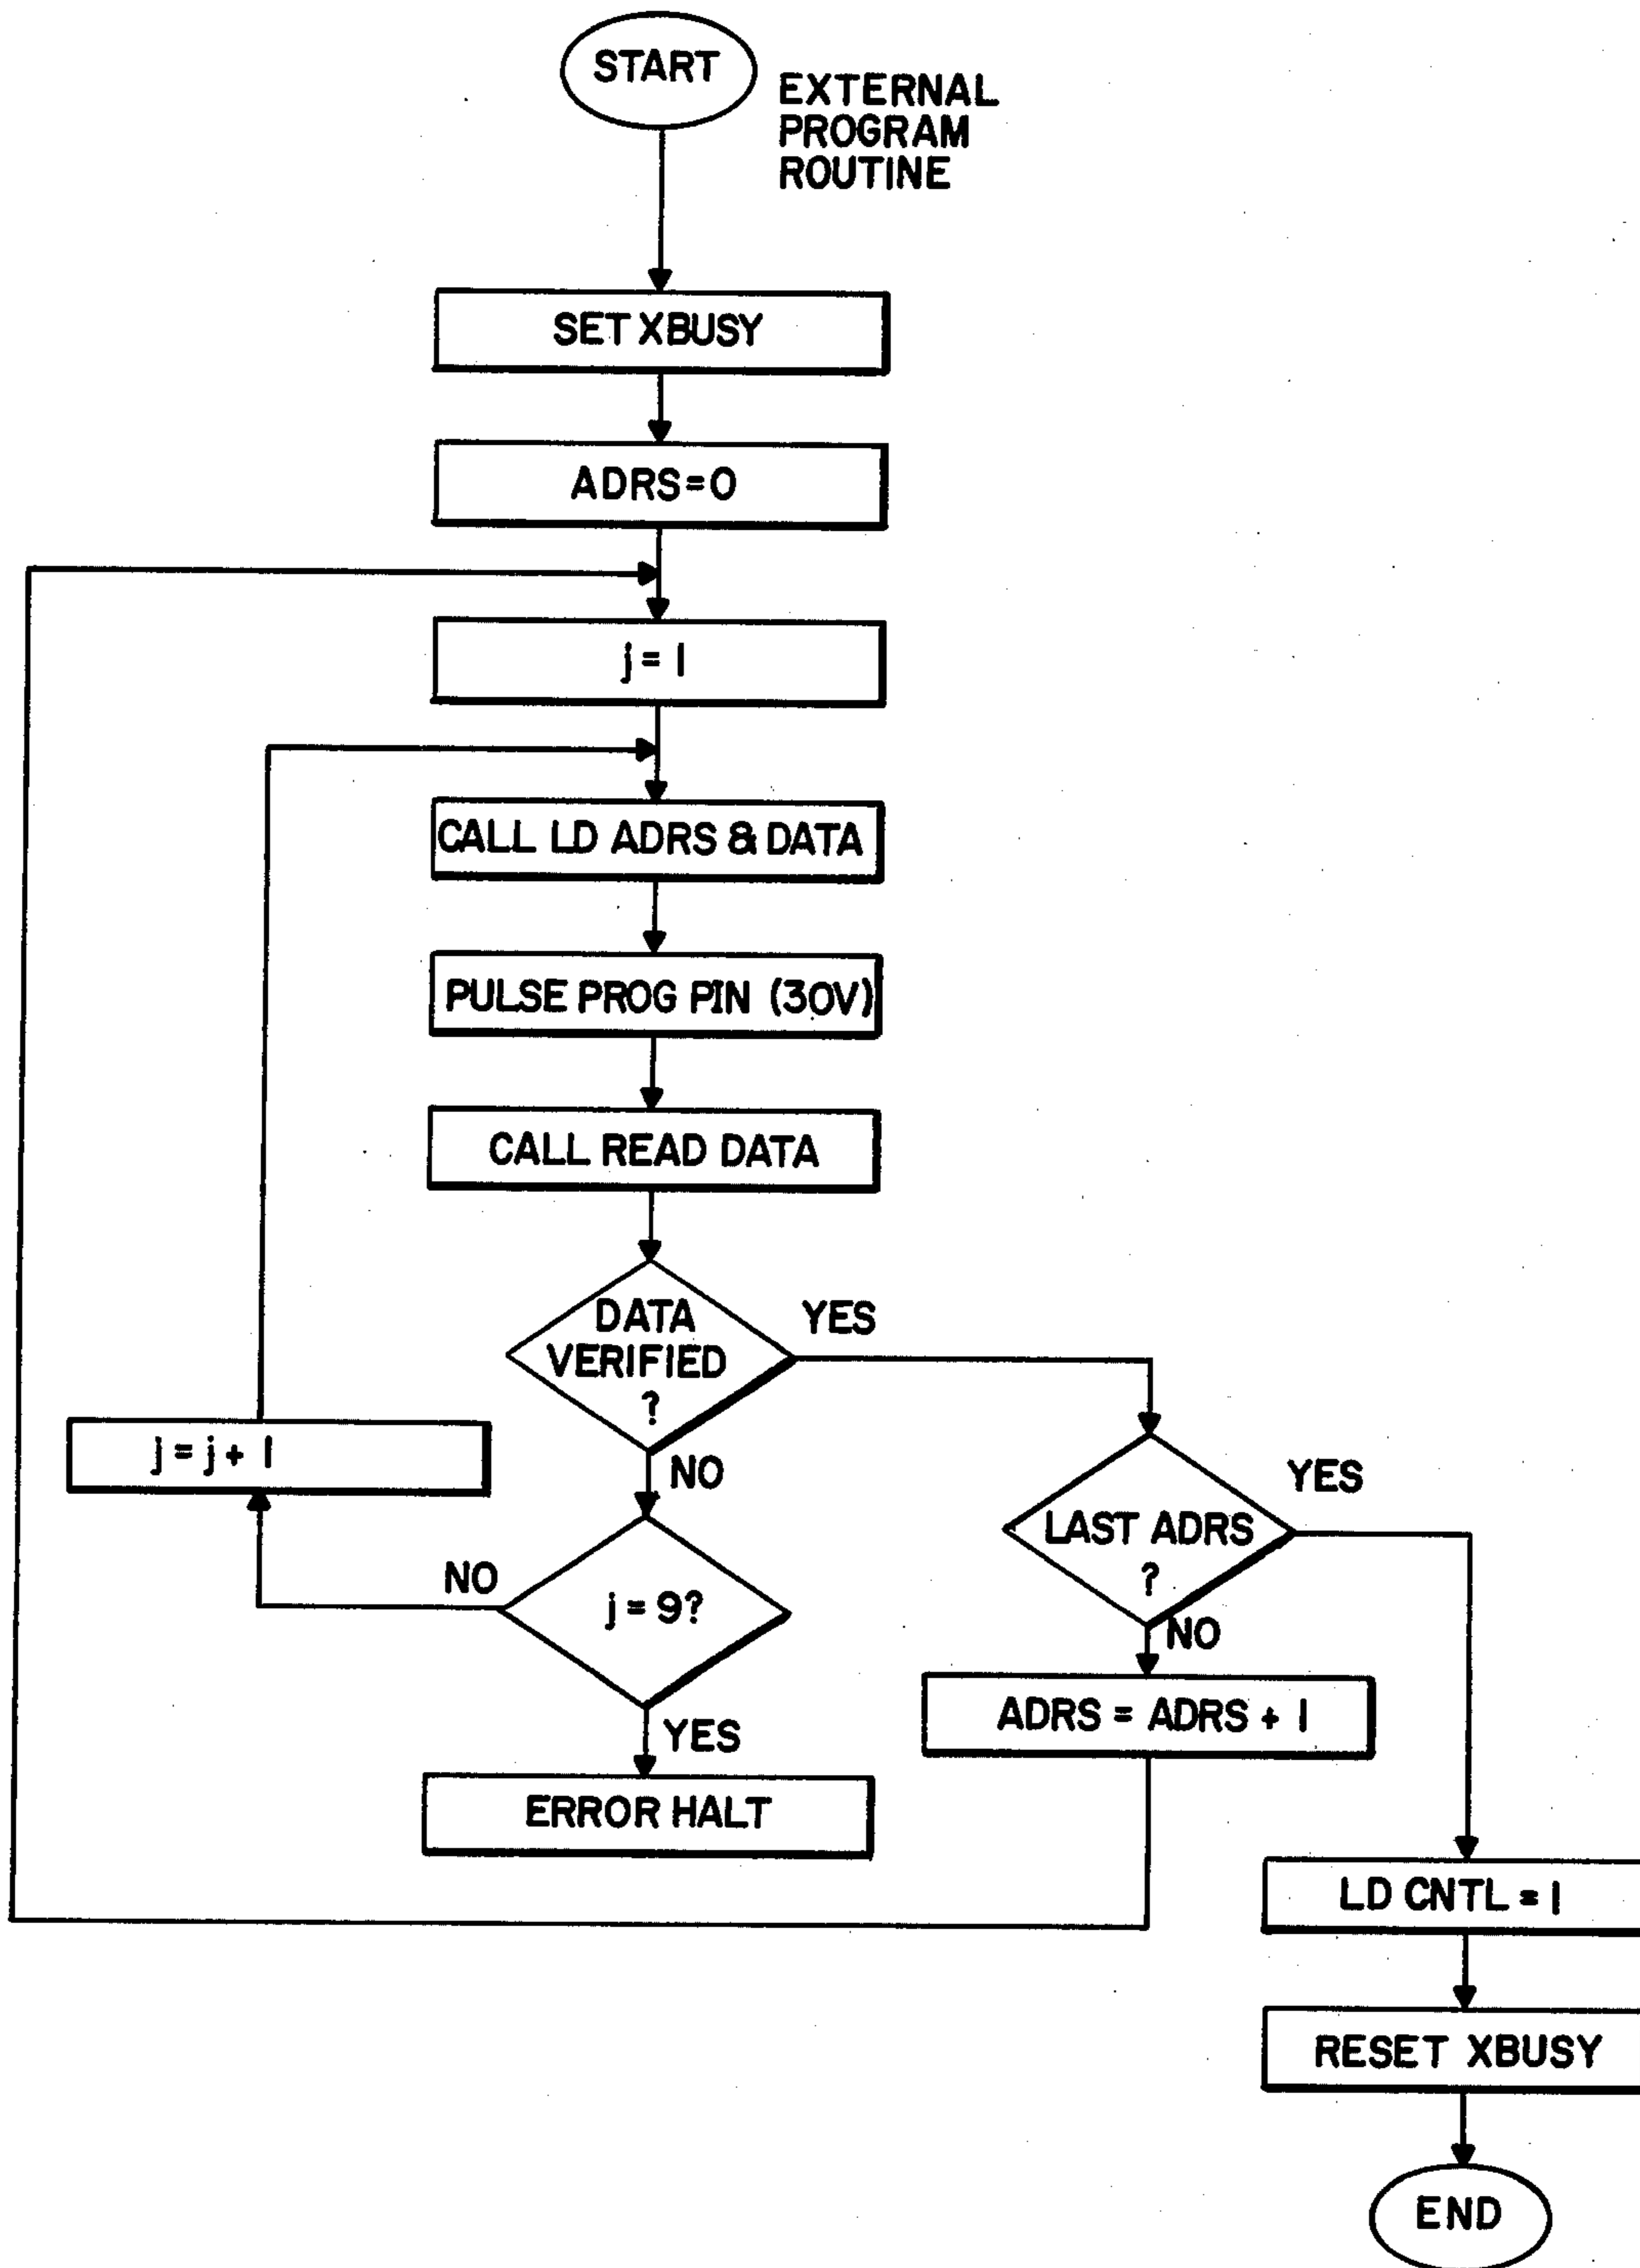 START
EXTERNAL
PROGRAM
ROUTINE
SET XBUSY
ADRS=0
j = 1
CALL LD ADRS & DATA
PULSE PROG PIN (30V)
CALL READ DATA
DATA
VERIFIED
?
YES
NO
j = j + 1
j = 9?
NO
YES
ERROR HALT
LAST ADRS
?
YES
NO
ADRS = ADRS + 1
LD CNTL = 1
RESET XBUSY
END